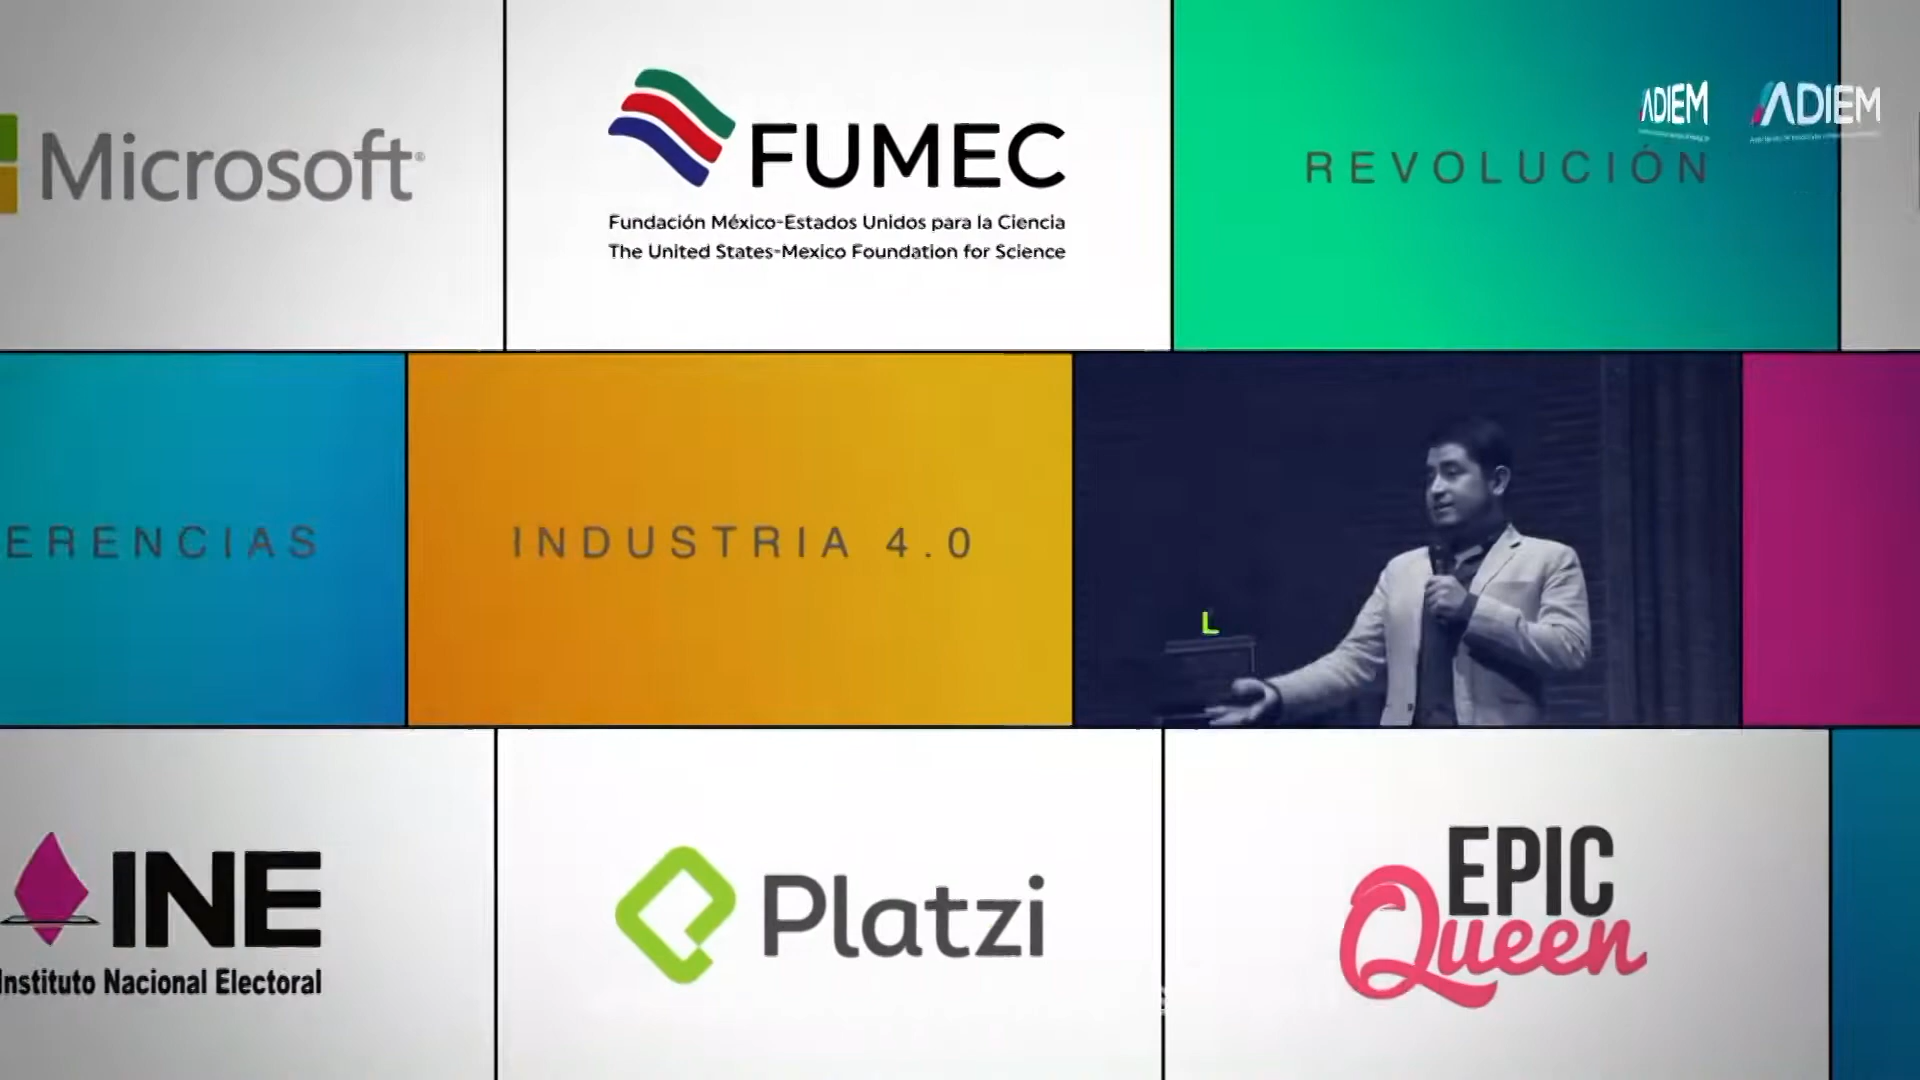 Microsoft
FUMEC
Fundación México-Estados Unidos para la Ciencia
The United States-Mexico Foundation for Science
REVOLUCIÓN
ADIEM
ADIEM
ERENCIAS
INDUSTRIA 4.0
L
INE
Instituto Nacional Electoral
Platzi
EPIC
Queen